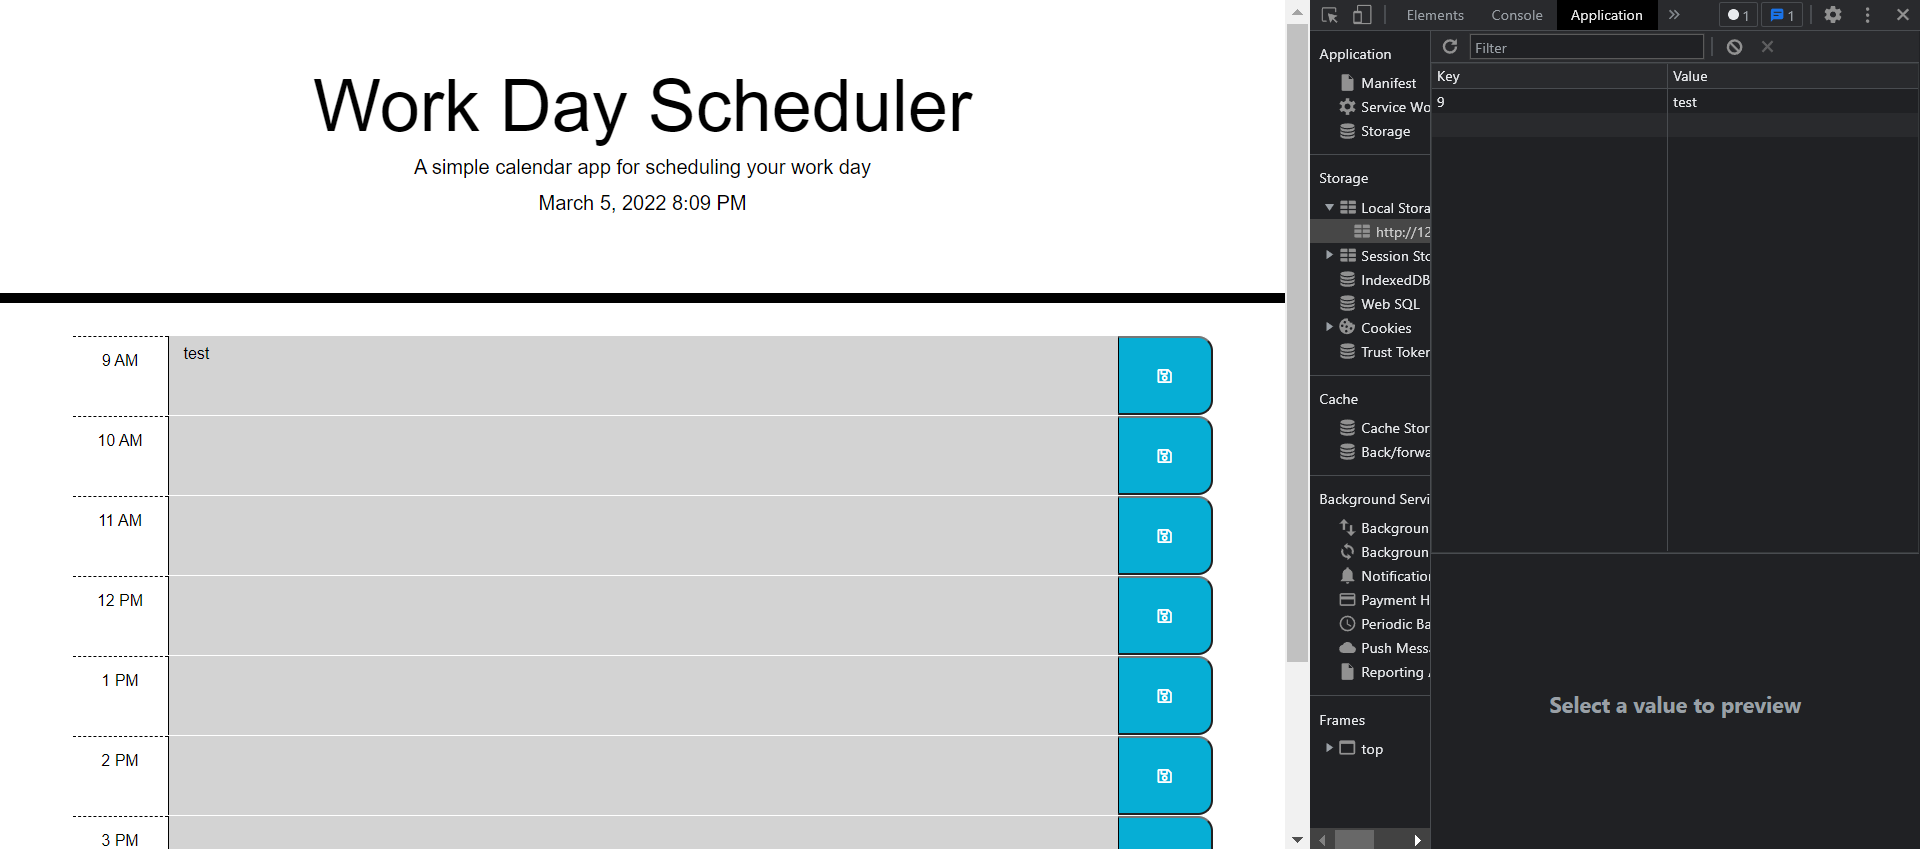 Work Day Scheduler
A simple calendar app for scheduling your work day
March 5, 2022 8:09 PM
9 AM
test
10 AM
11 AM
12 PM
1 PM
2 PM
3 PM
Elements Console Application 1 1
Application
Manifest
Service Wo
Storage
Storage
Local Stora
http://12
Session Sto
IndexedDB
Web SQL
Cookies
Trust Token
Cache
Cache Stor
Back/forwa
Background Servi
Backgroun
Backgroun
Notification
Payment H
Periodic Ba
Push Mess
Reporting
Frames
top
Filter
Key Value
9 test
Select a value to preview